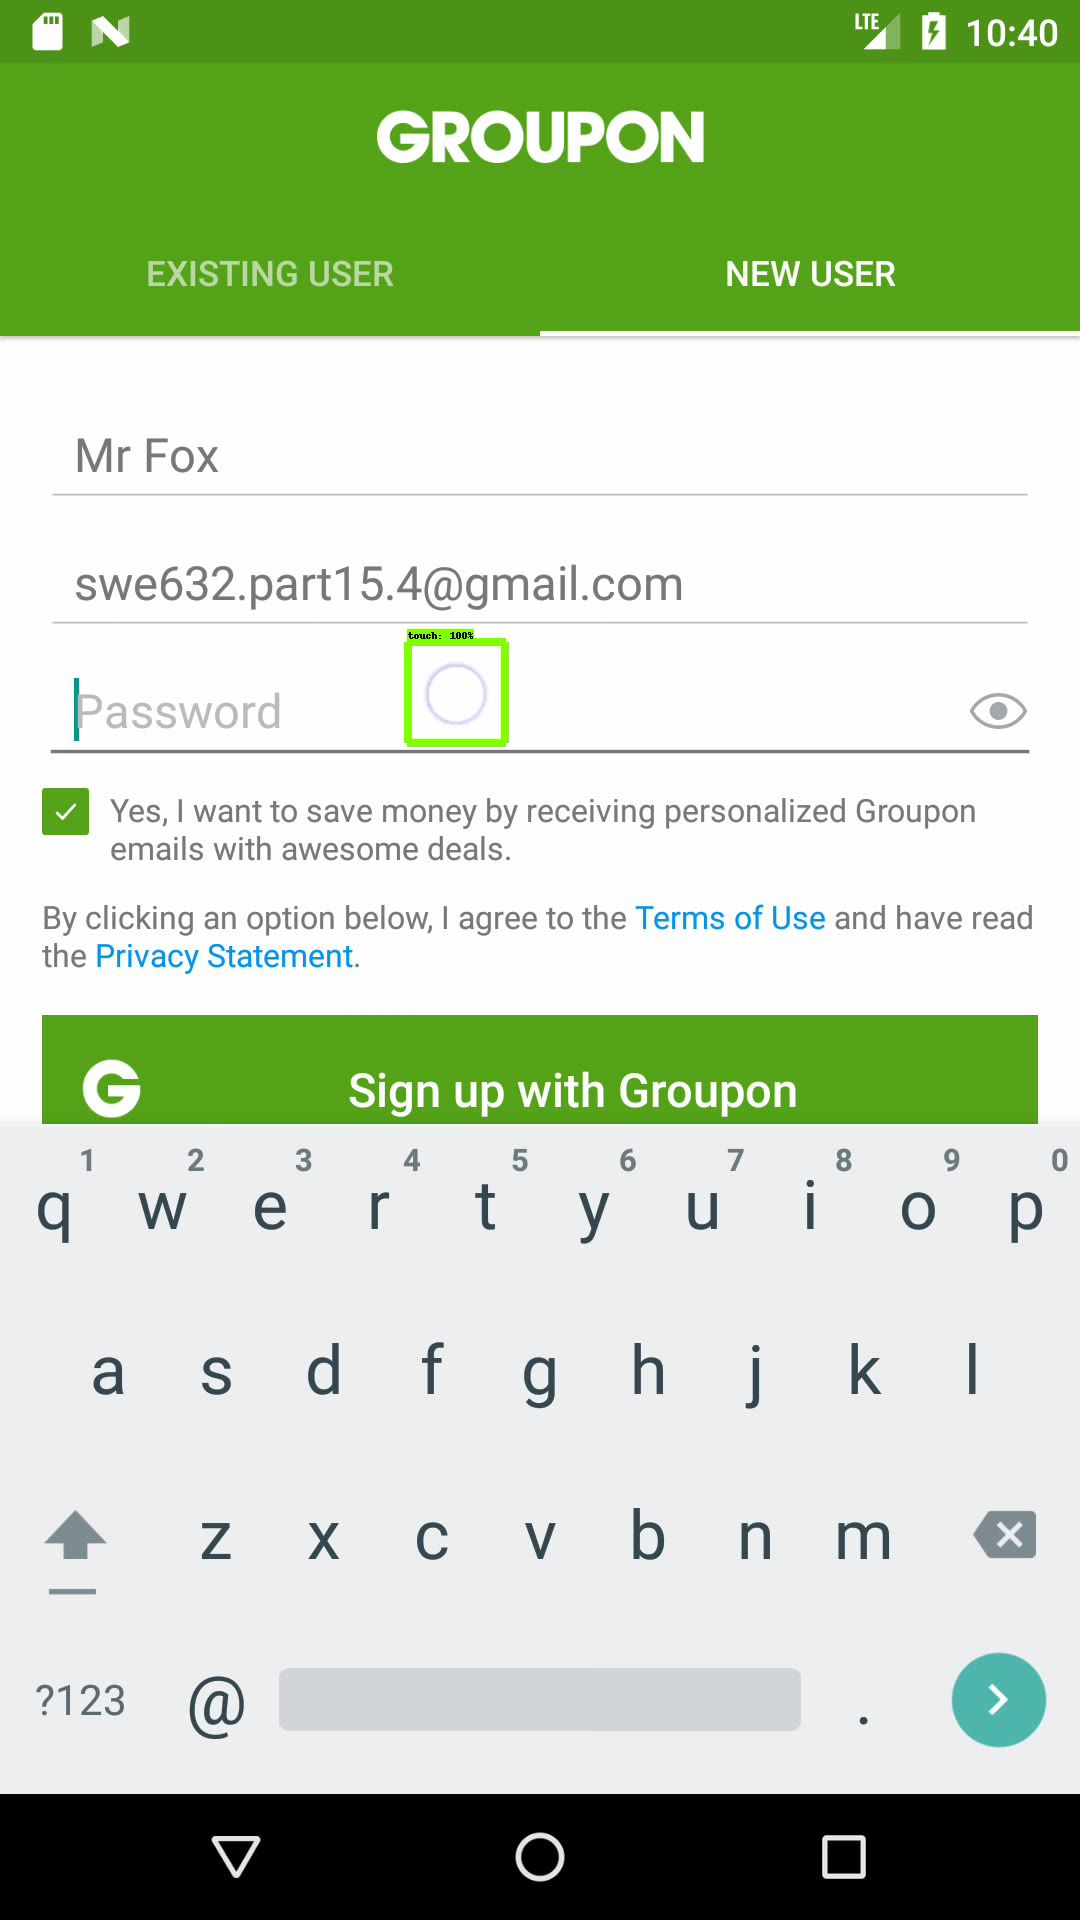 LTE 10:40
GROUPON
EXISTING USER NEW USER
Mr Fox
swe632.part15.4@gmail.com
touch: 100%
Password
Yes, I want to save money by receiving personalized Groupon
emails with awesome deals.
By clicking an option below, I agree to the Terms of Use and have read
the Privacy Statement.
G Sign up with Groupon
1 2 3 4 5 6 7 8 9 0
q w e r t y u i o p
a s d f g h j k l
z x c v b n m
?123 @ .